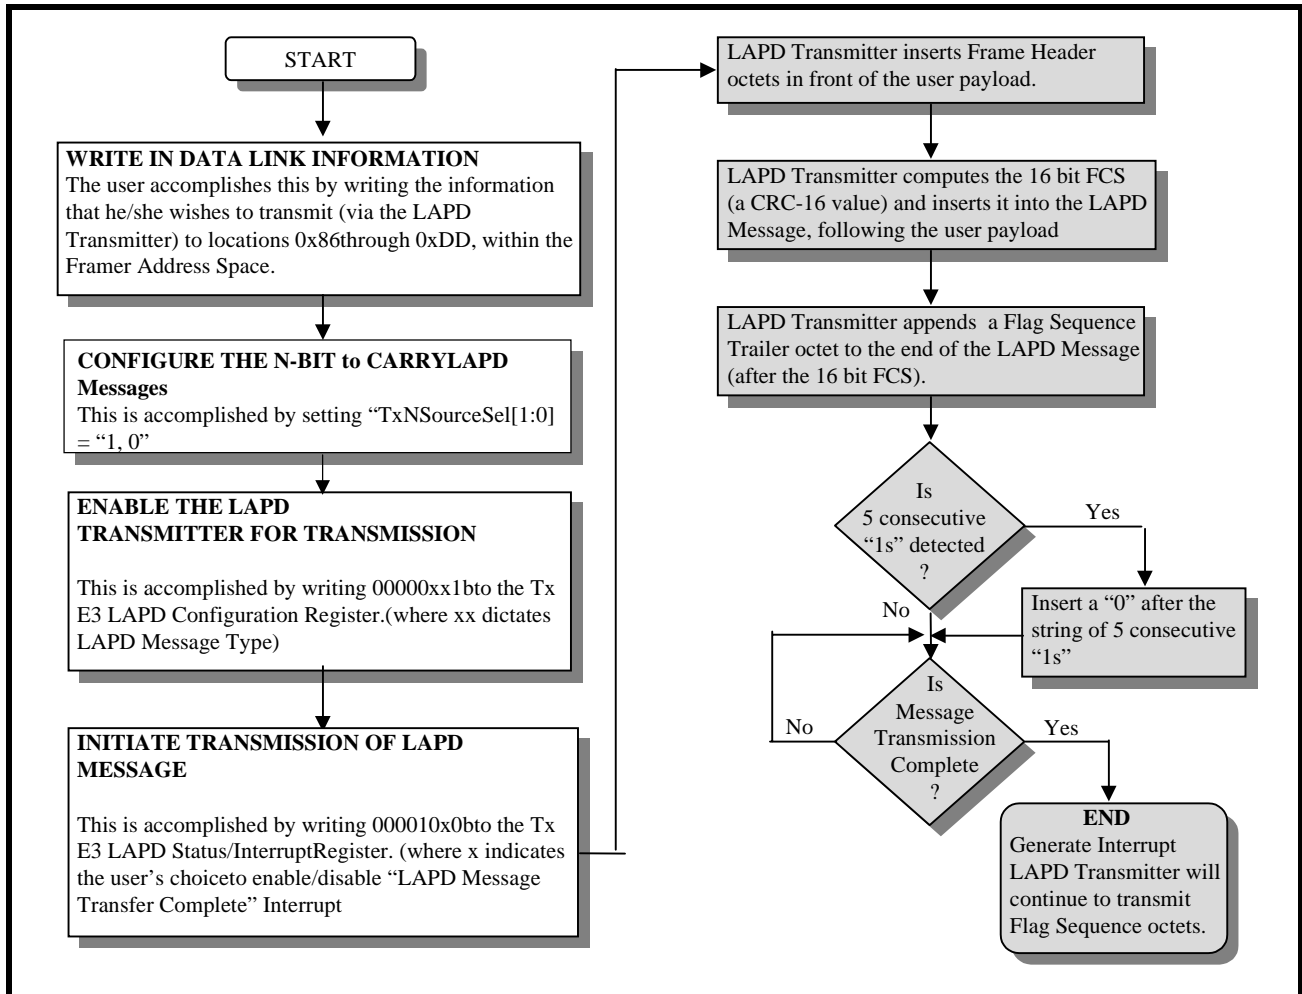 START
WRITE IN DATA LINK INFORMATION
The user accomplishes this by writing the information
that he/she wishes to transmit (via the LAPD
Transmitter) to locations 0x86through 0xDD, within the
Framer Address Space.
CONFIGURE THE N-BIT to CARRYLAPD
Messages
This is accomplished by setting “TxNSourceSel[1:0]
= “1, 0”
ENABLE THE LAPD
TRANSMITTER FOR TRANSMISSION
This is accomplished by writing 00000xx1bto the Tx
E3 LAPD Configuration Register.(where xx dictates
LAPD Message Type)
INITIATE TRANSMISSION OF LAPD
MESSAGE
This is accomplished by writing 000010x0bto the Tx
E3 LAPD Status/InterruptRegister. (where x indicates
the user’s choiceto enable/disable “LAPD Message
Transfer Complete” Interrupt
LAPD Transmitter inserts Frame Header
octets in front of the user payload.
LAPD Transmitter computes the 16 bit FCS
(a CRC-16 value) and inserts it into the LAPD
Message, following the user payload
LAPD Transmitter appends a Flag Sequence
Trailer octet to the end of the LAPD Message
(after the 16 bit FCS).
Is
5 consecutive
“1s” detected
?
Yes
No
Insert a “0” after the
string of 5 consecutive
“1s”
Is
Message
Transmission
Complete
?
No
Yes
END
Generate Interrupt
LAPD Transmitter will
continue to transmit
Flag Sequence octets.